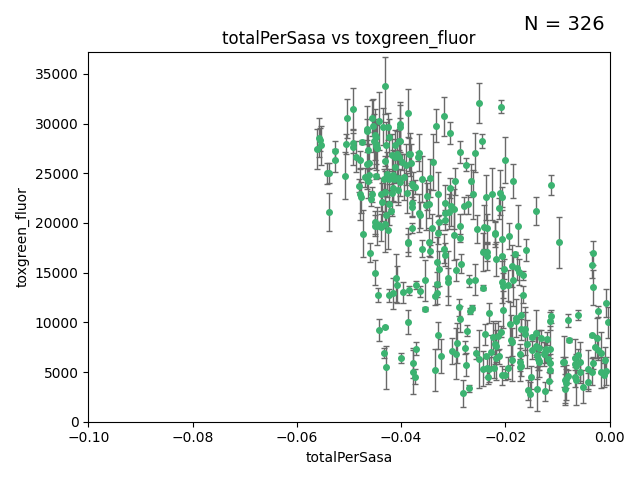 N = 326
totalPerSasa vs toxgreen_fluor
35000
30000
25000
20000
15000
10000
5000
0
toxgreen_fluor
−0.10 −0.08 −0.06 −0.04 −0.02 0.00
totalPerSasa